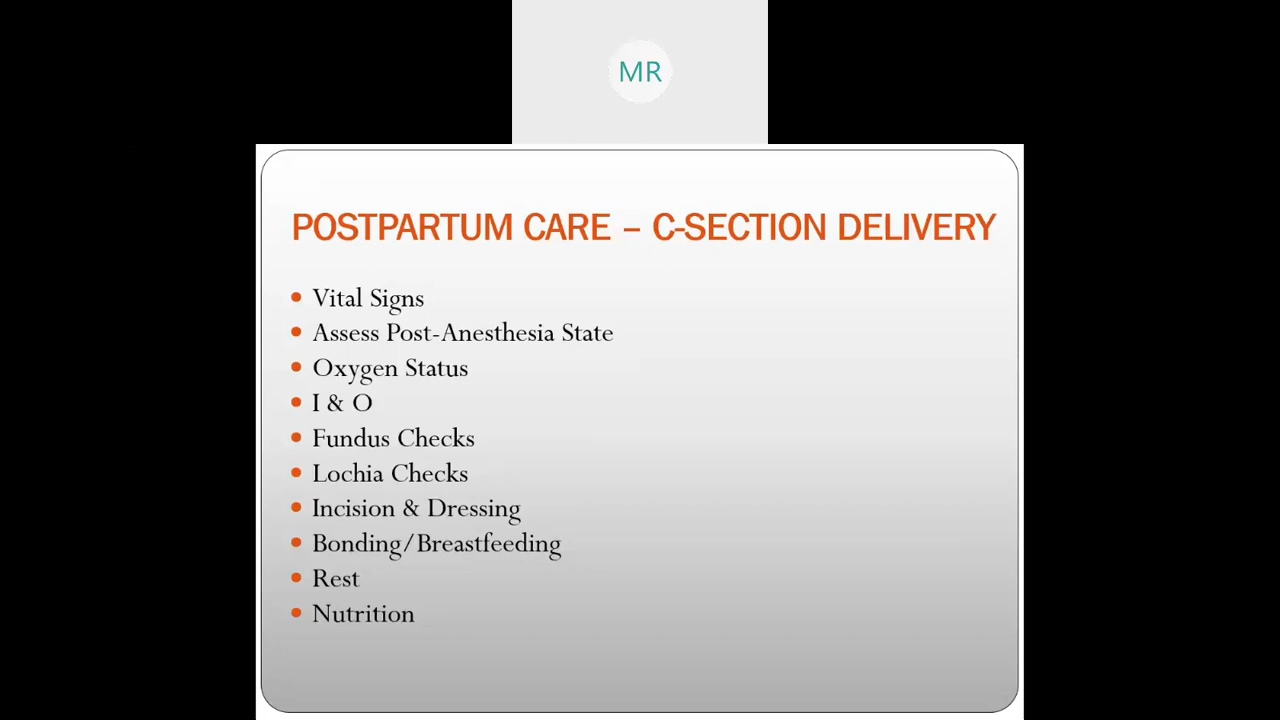 MR
POSTPARTUM CARE – C-SECTION DELIVERY
• Vital Signs
• Assess Post-Anesthesia State
• Oxygen Status
• I & O
• Fundus Checks
• Lochia Checks
• Incision & Dressing
• Bonding/Breastfeeding
• Rest
• Nutrition